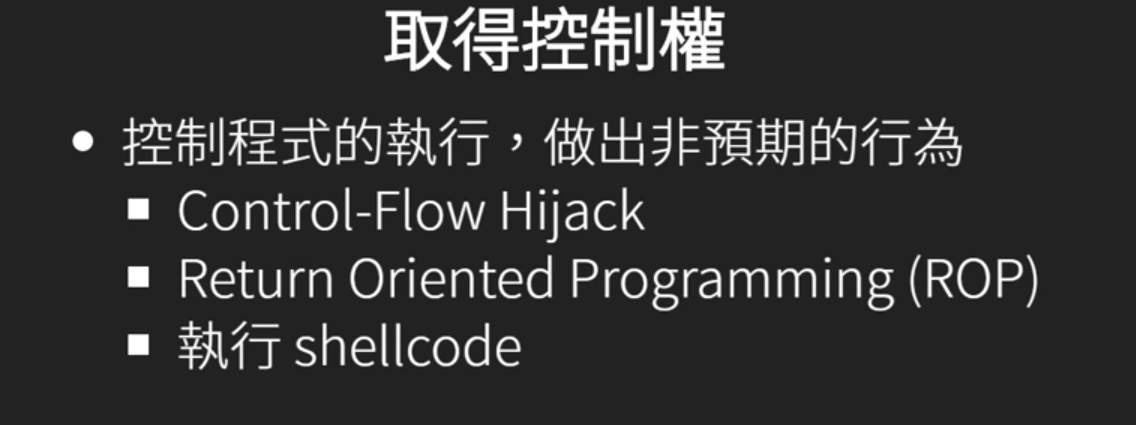 取得控制權
控制程式的執行，做出非預期的行為
Control-Flow Hijack
Return Oriented Programming (ROP)
執行 shellcode